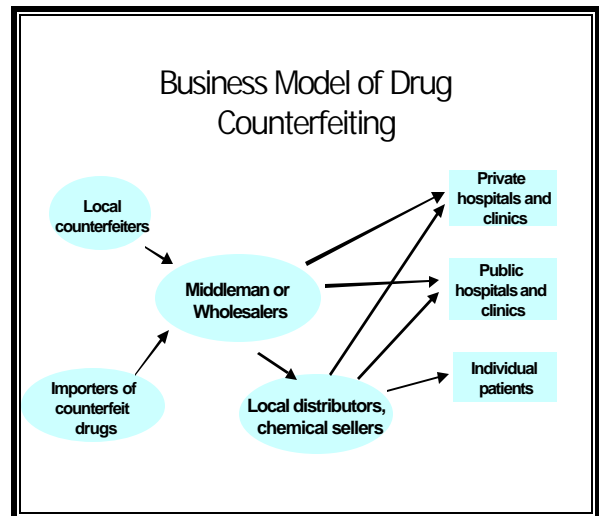 Business Model of Drug
Counterfeiting
Local
counterfeiters
Middleman or
Wholesalers
Importers of
counterfeit
drugs
Local distributors,
chemical sellers
Private
hospitals and
clinics
Public
hospitals and
clinics
Individual
patients